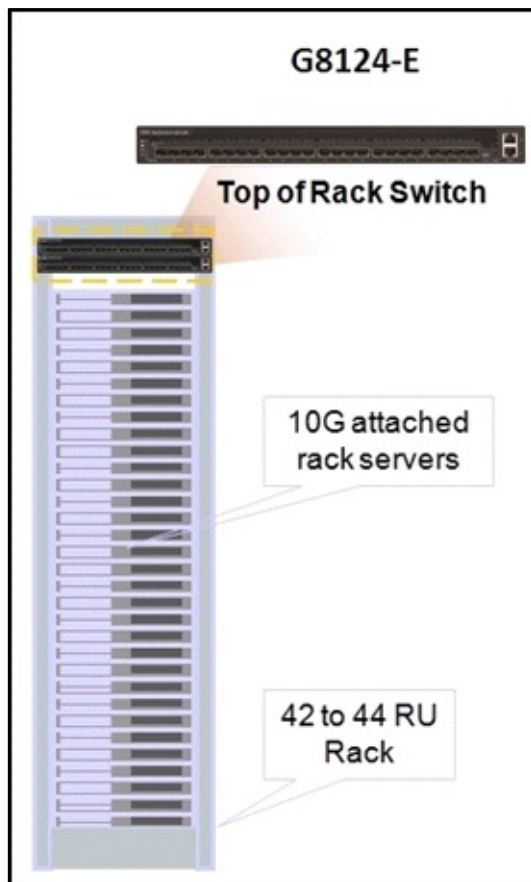 G8124-E
Top of Rack Switch
10G attached
rack servers
42 to 44 RU
Rack